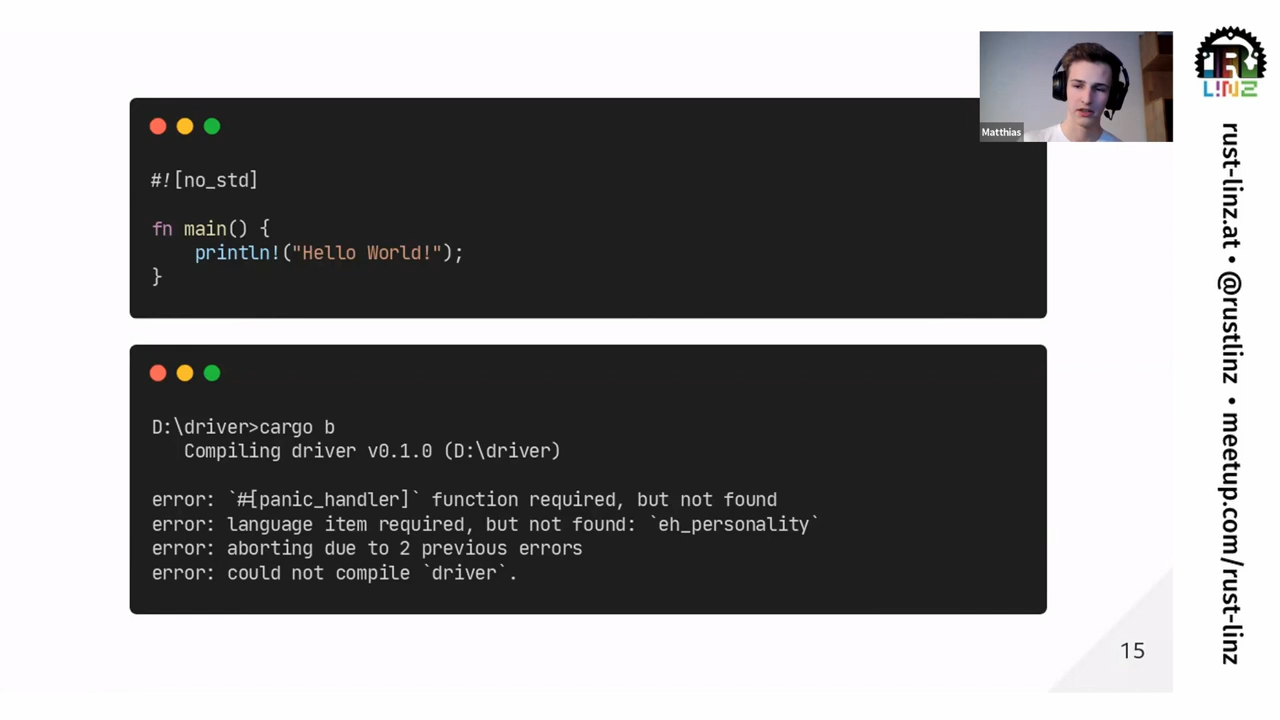 #![no_std]
fn main() {
    println!("Hello World!");
}
D:\driver>cargo b
   Compiling driver v0.1.0 (D:\driver)
error: `#[panic_handler]` function required, but not found
error: language item required, but not found: `eh_personality`
error: aborting due to 2 previous errors
error: could not compile `driver`.
15
Matthias
R
L!NZ
rust-linz.at • @rustlinz • meetup.com/rust-linz